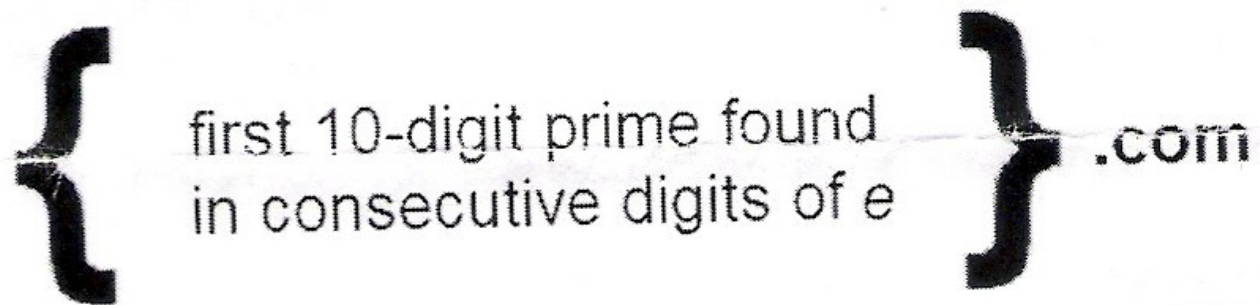 { first 10-digit prime found
in consecutive digits of e } .com